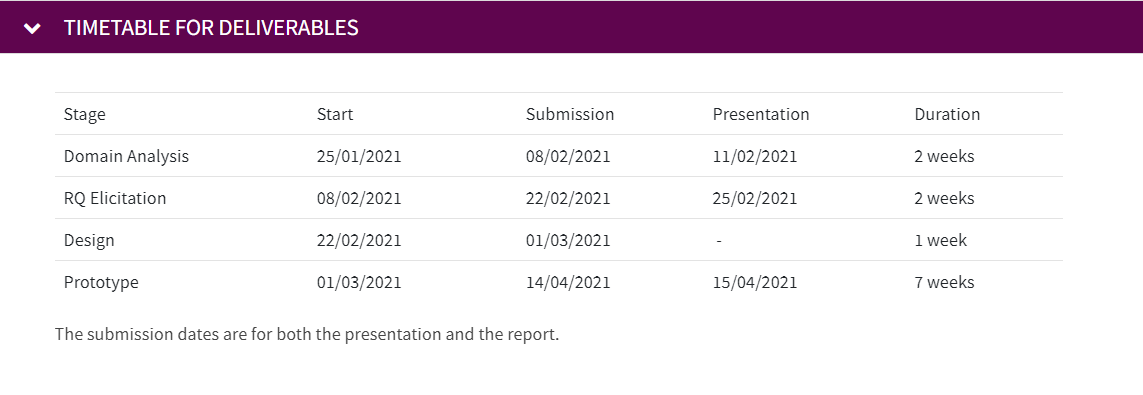 TIMETABLE FOR DELIVERABLES
Stage Start Submission Presentation Duration
Domain Analysis 25/01/2021 08/02/2021 11/02/2021 2 weeks
RQ Elicitation 08/02/2021 22/02/2021 25/02/2021 2 weeks
Design 22/02/2021 01/03/2021 - 1 week
Prototype 01/03/2021 14/04/2021 15/04/2021 7 weeks
The submission dates are for both the presentation and the report.